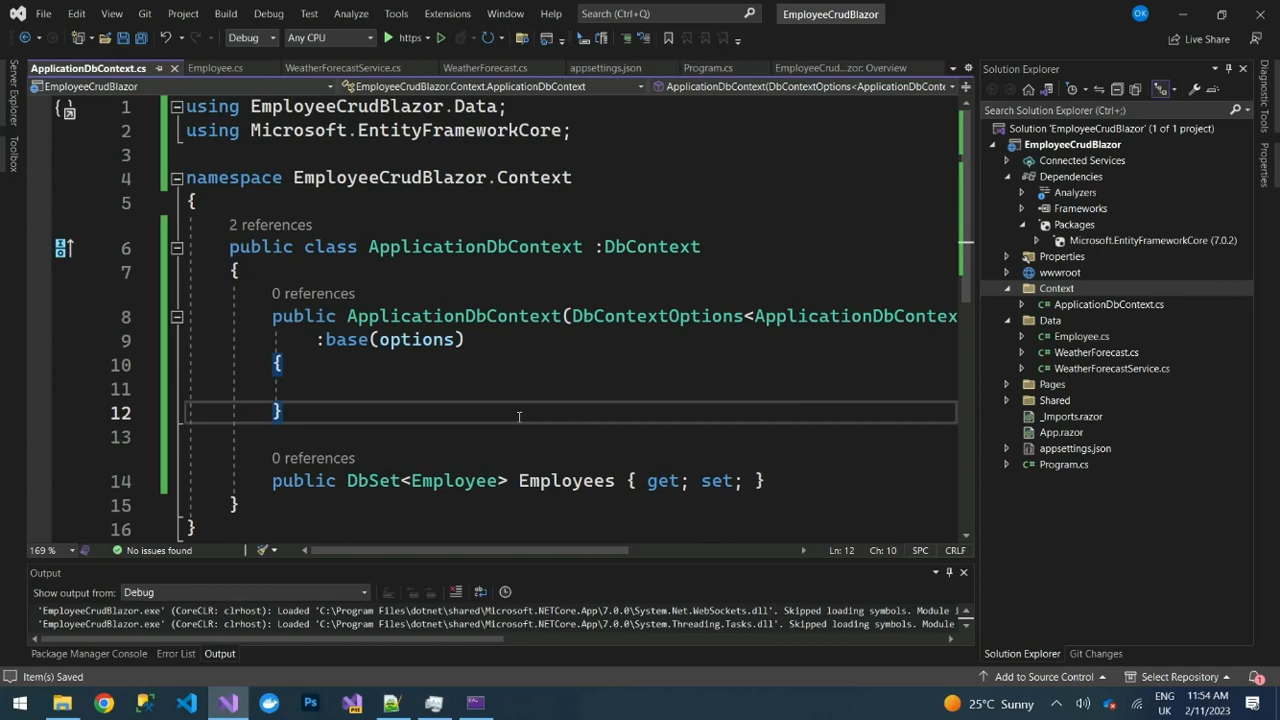 File Edit View Git Project Build Debug Test Analyze Tools Extensions Window Help Search (Ctrl+Q) EmployeeCrudBlazor OK
Debug Any CPU https Live Share
ApplicationDbContext.cs Employee.cs WeatherForecastService.cs WeatherForecast.cs appsettings.json Program.cs EmployeeCrud...zor: Overview
EmployeeCrudBlazor EmployeeCrudBlazor.Context.ApplicationDbContext ApplicationDbContext(DbContextOptions<ApplicationDbConte
Server Explorer
Toolbox
1 using EmployeeCrudBlazor.Data;
2 using Microsoft.EntityFrameworkCore;
3
4 namespace EmployeeCrudBlazor.Context
5 {
2 references
6 public class ApplicationDbContext :DbContext
7 {
0 references
8 public ApplicationDbContext(DbContextOptions<ApplicationDbContex
9 :base(options)
10 {
11
12 }
13
0 references
14 public DbSet<Employee> Employees { get; set; }
15 }
16 }
169 % No issues found Ln: 12 Ch: 10 SPC CRLF
Output
Show output from: Debug
'EmployeeCrudBlazor.exe' (CoreCLR: clrhost): Loaded 'C:\Program Files\dotnet\shared\Microsoft.NETCore.App\7.0.0\System.Net.WebSockets.dll'. Skipped loading symbols. Module
'EmployeeCrudBlazor.exe' (CoreCLR: clrhost): Loaded 'C:\Program Files\dotnet\shared\Microsoft.NETCore.App\7.0.0\System.Threading.Tasks.dll'. Skipped loading symbols. Module
Package Manager Console Error List Output
Solution Explorer
Search Solution Explorer (Ctrl+;)
Solution 'EmployeeCrudBlazor' (1 of 1 project)
EmployeeCrudBlazor
Connected Services
Dependencies
Analyzers
Frameworks
Packages
Microsoft.EntityFrameworkCore (7.0.2)
Properties
wwwroot
Context
ApplicationDbContext.cs
Data
Employee.cs
WeatherForecast.cs
WeatherForecastService.cs
Pages
Shared
_Imports.razor
App.razor
appsettings.json
Program.cs
Solution Explorer Git Changes
Diagnostic Tools
Properties
Item(s) Saved Add to Source Control Select Repository 1
25°C Sunny ENG UK 11:54 AM 2/11/2023